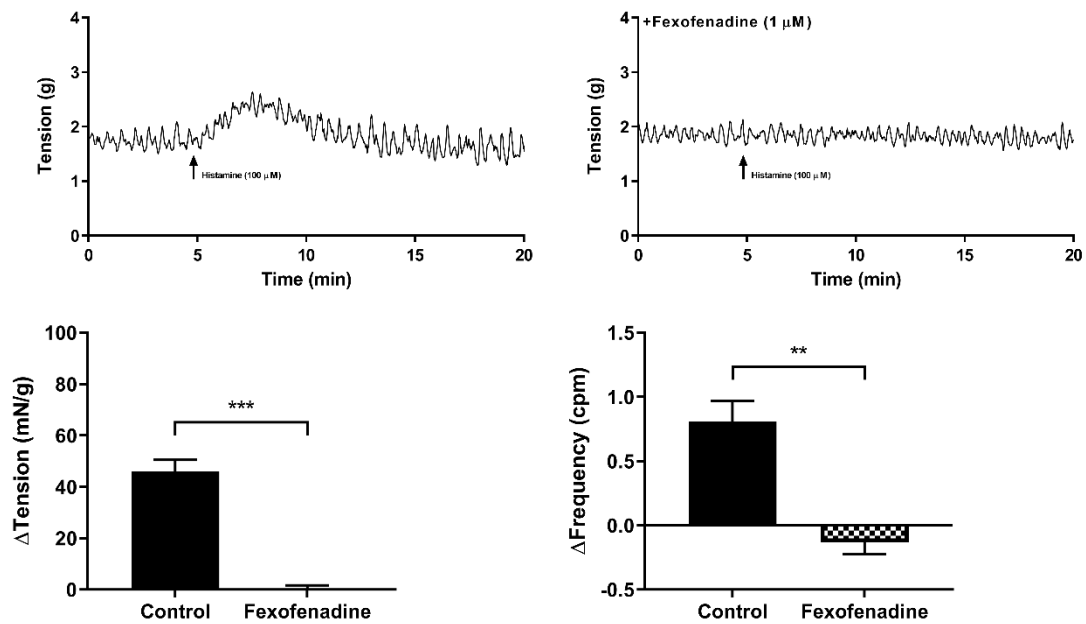 4
3
2
1
0
Tension (g)
Histamine (100 μM)
0 5 10 15 20
Time (min)
+Fexofenadine (1 μM)
4
3
2
1
0
Tension (g)
Histamine (100 μM)
0 5 10 15 20
Time (min)
100
80
60
40
20
0
ΔTension (mN/g)
***
Control Fexofenadine
1.5
1.0
0.5
0.0
-0.5
ΔFrequency (cpm)
**
Control Fexofenadine